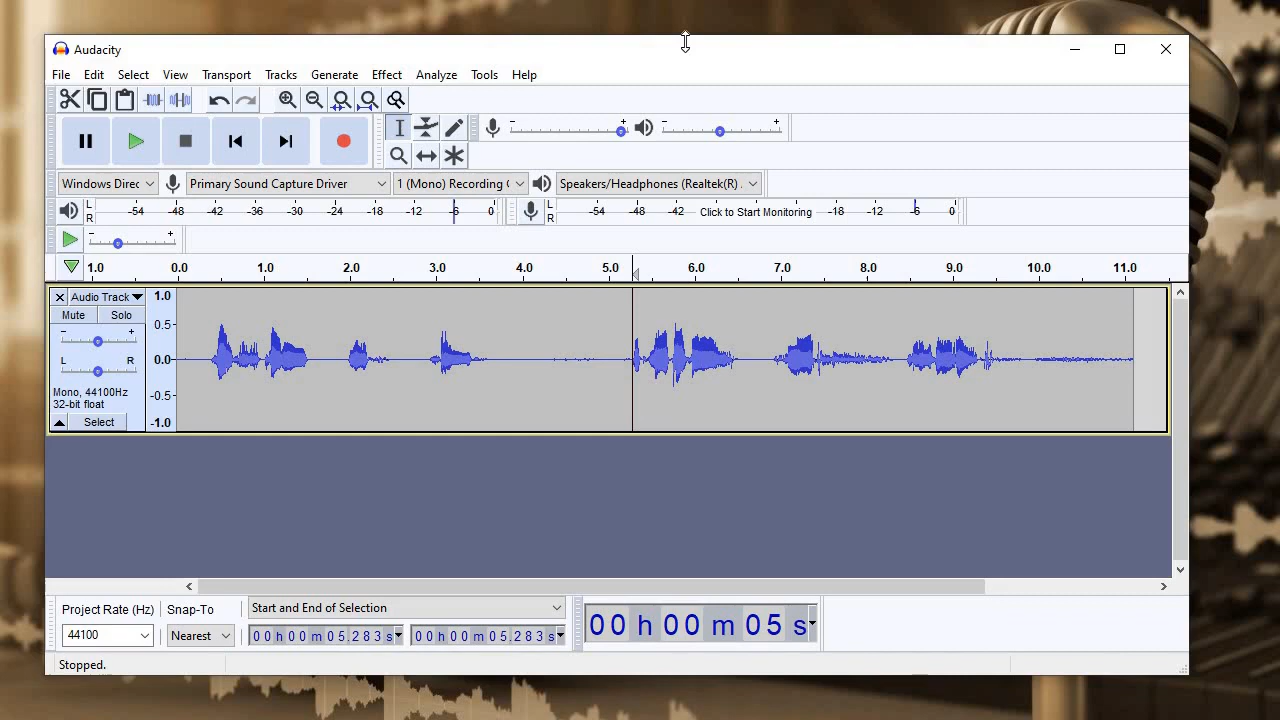 Audacity
File Edit Select View Transport Tracks Generate Effect Analyze Tools Help
- + - +
Windows Direc Primary Sound Capture Driver 1 (Mono) Recording ( Speakers/Headphones (Realtek(R)
L R -54 -48 -42 -36 -30 -24 -18 -12 -6 0 L R -54 -48 -42 Click to Start Monitoring -18 -12 -6 0
- +
1.0 0.0 1.0 2.0 3.0 4.0 5.0 6.0 7.0 8.0 9.0 10.0 11.0
Audio Track 1.0
Mute Solo
- + 0.5
L R 0.0
Mono, 44100Hz -0.5
32-bit float
Select -1.0
Project Rate (Hz) Snap-To Start and End of Selection
44100 Nearest 00 h 00 m 05.283 s 00 h 00 m 05.283 s 00 h 00 m 05 s
Stopped.